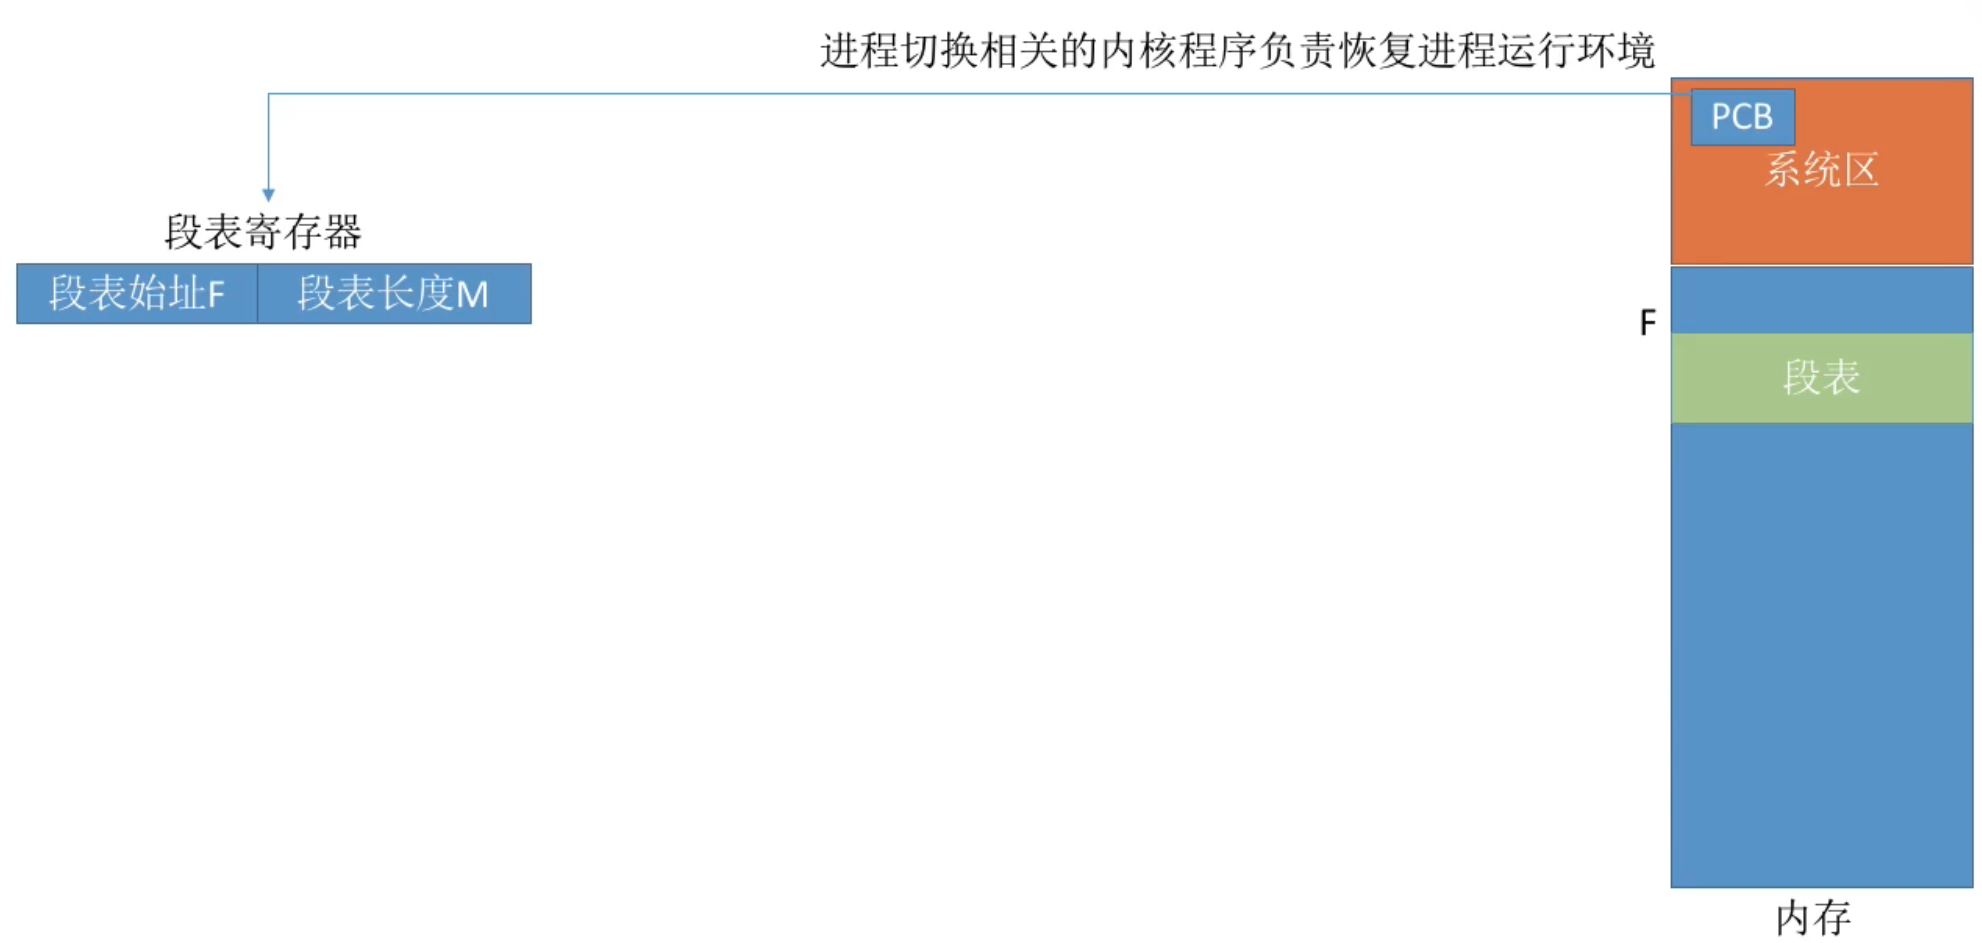 进程切换相关的内核程序负责恢复进程运行环境
PCB
系统区
段表寄存器
段表始址F
段表长度M
F
段表
内存